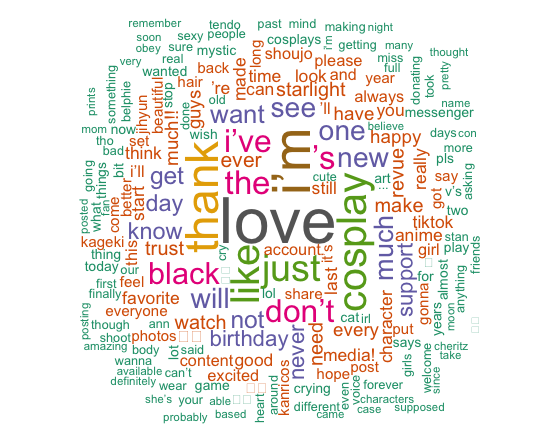 remember tendo past mind making night
soon sexy people cosplays i'm getting many
obey sure mystic long shoujo please miss thought
very real back made time look and year full donating took pretty
something wanted hair 're can starlight always
prints belphie beautiful stop guys want see 'll have you messenger name
jihyun done old one happy believe days con
mom now much!! wish i've 's new revue really more
tho set ever the i'm cute art pls
bad think thank still make got say asking
going bit i'll get love cosplay v's
posted things fan better start day tiktok two
what come know cry like just account it's last much anime stan
kageki this trust girl play friends
thing today our black lol share don't support for
first feel will cat irl gonna years almost anything
finally favorite not every character moon
posting though everyone ann watch birthday never need put says
shoot photos media! girls cheritz
amazing body lot said content good post welcome take
wanna can't excited hope forever since
available definitely wear game heart around kanricos crying even voice
she's your able different characters case supposed
probably based came